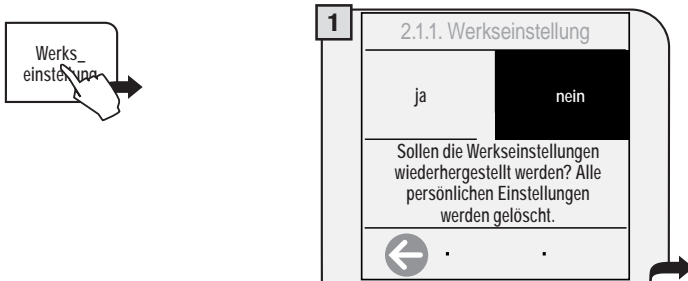 Werks_
einstellung
1
2.1.1. Werkseinstellung
ja nein
Sollen die Werkseinstellungen
wiederhergestellt werden? Alle
persönlichen Einstellungen
werden gelöscht.